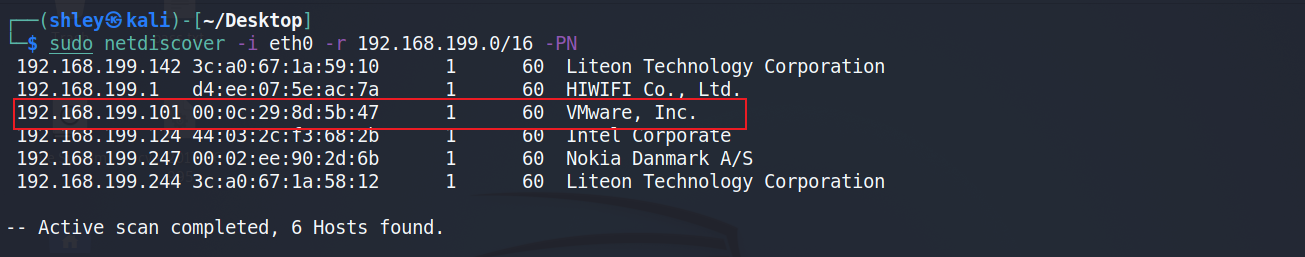 ┌──(shley㉿kali)-[~/Desktop]
└─$ sudo netdiscover -i eth0 -r 192.168.199.0/16 -PN
192.168.199.142 3c:a0:67:1a:59:10      1      60  Liteon Technology Corporation
192.168.199.1   d4:ee:07:5e:ac:7a      1      60  HIWIFI Co., Ltd.
192.168.199.101 00:0c:29:8d:5b:47      1      60  VMware, Inc.
192.168.199.124 44:03:2c:f3:68:2b      1      60  Intel Corporate
192.168.199.247 00:02:ee:90:2d:6b      1      60  Nokia Danmark A/S
192.168.199.244 3c:a0:67:1a:58:12      1      60  Liteon Technology Corporation
-- Active scan completed, 6 Hosts found.